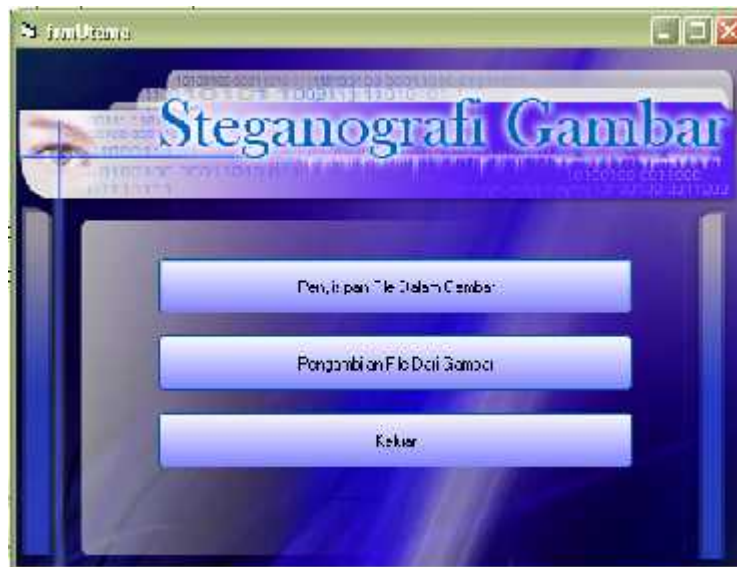 frmUtama
Steganografi Gambar
Penyisipan File Dalam Gambar
Pengambilan File Dari Gambar
Keluar